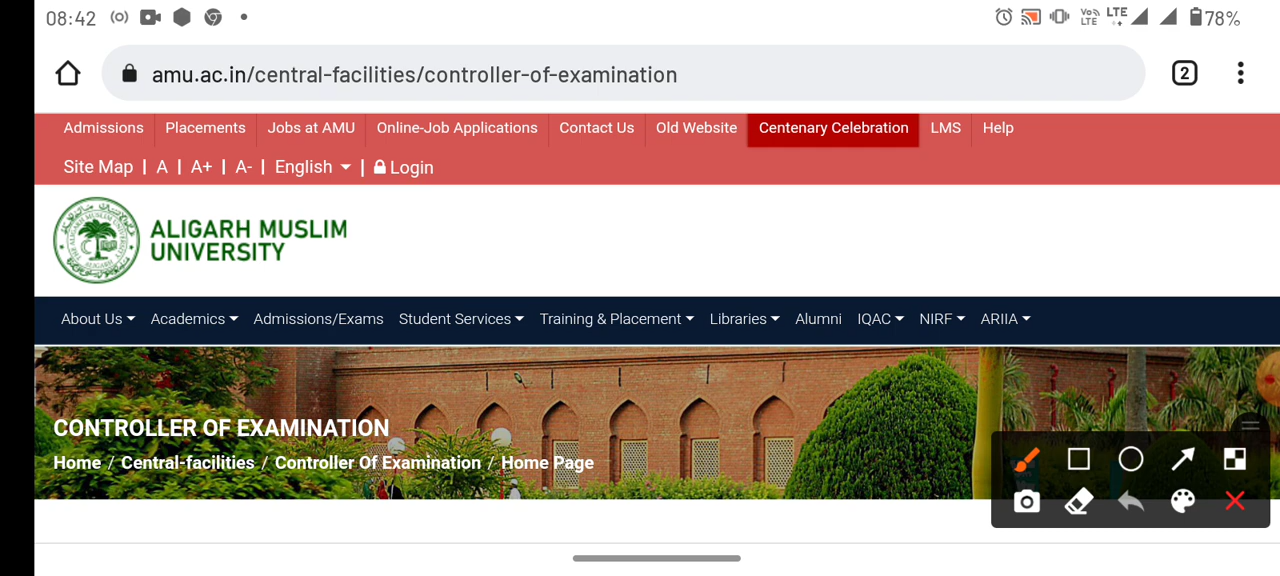 08:42 LTE 78%
amu.ac.in/central-facilities/controller-of-examination 2
Admissions Placements Jobs at AMU Online-Job Applications Contact Us Old Website Centenary Celebration LMS Help
Site Map | A | A+ | A- | English | Login
ALIGARH MUSLIM
UNIVERSITY
About Us Academics Admissions/Exams Student Services Training & Placement Libraries Alumni IQAC NIRF ARIIA
CONTROLLER OF EXAMINATION
Home / Central-facilities / Controller Of Examination / Home Page